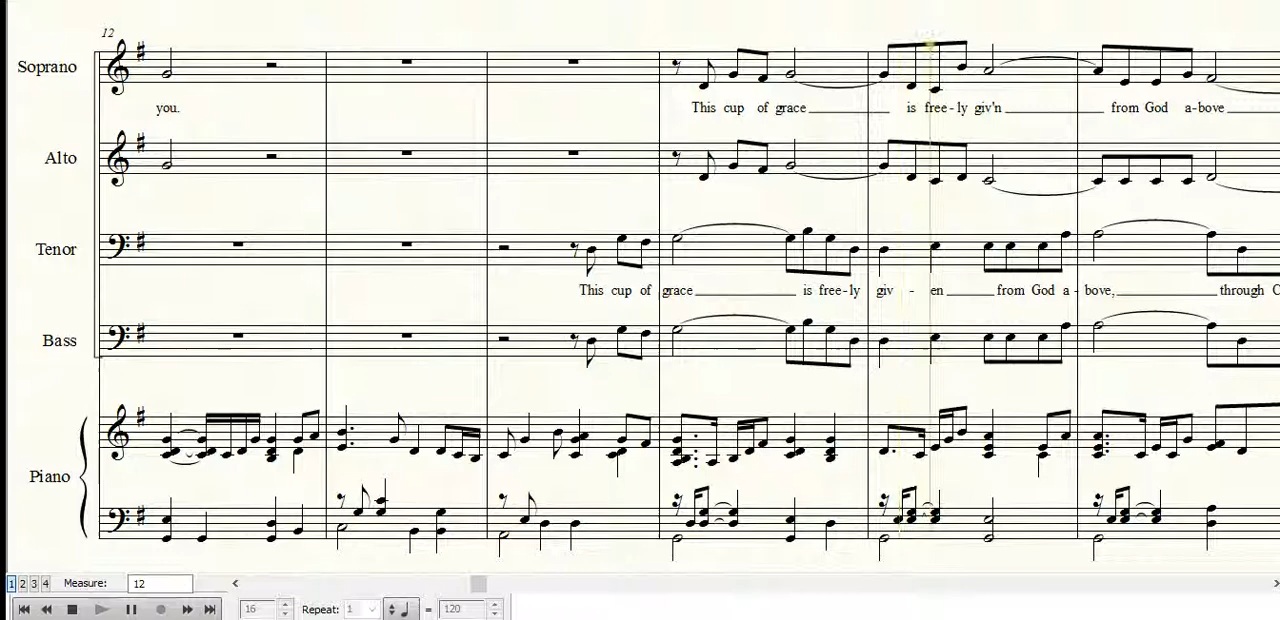 12
Soprano
you.
This cup of grace is free-ly giv'n from God a-bove
Alto
Tenor
This cup of grace is free-ly giv - en from God a - bove, through C
Bass
Piano
1 2 3 4 Measure: 12
16 Repeat: 1 = 120